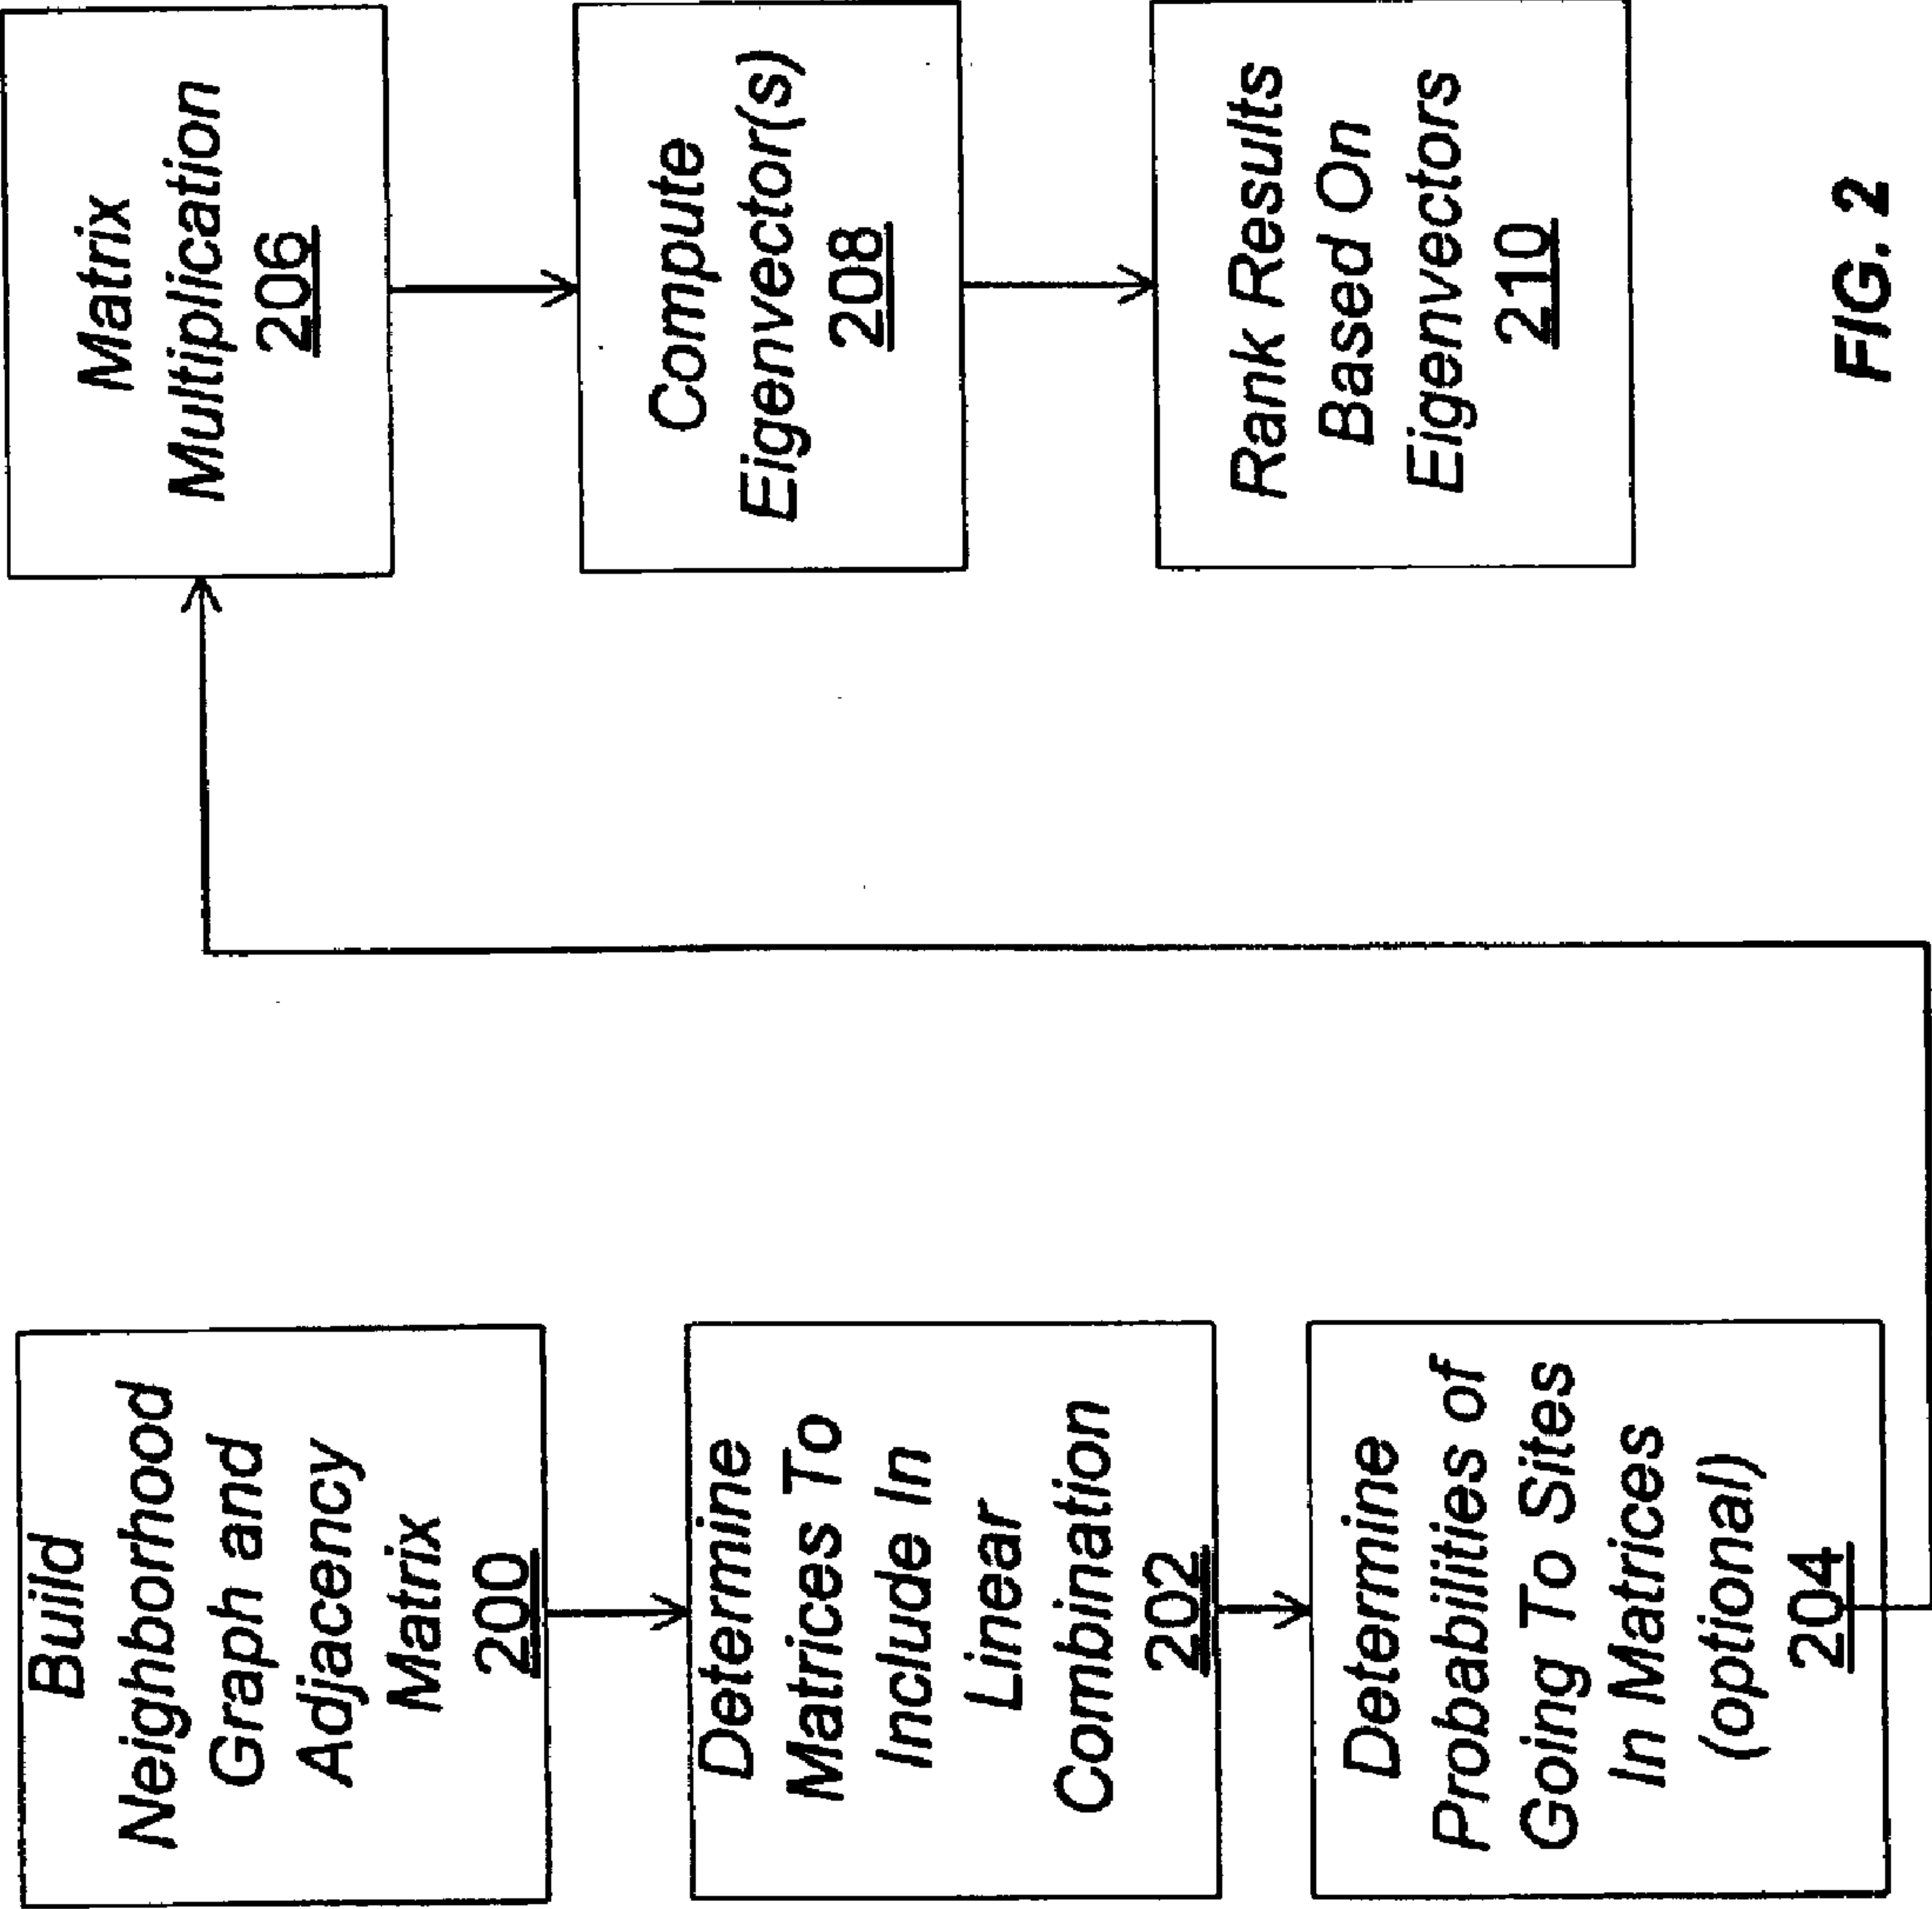 Build
Neighborhood
Graph and
Adjacency
Matrix
200
Determine
Matrices To
Include In
Linear
Combination
202
Determine
Probabilities of
Going To Sites
In Matrices
(optional)
204
Matrix
Multiplication
206
Compute
Eigenvector(s)
208
Rank Results
Based On
Eigenvectors
210
FIG. 2